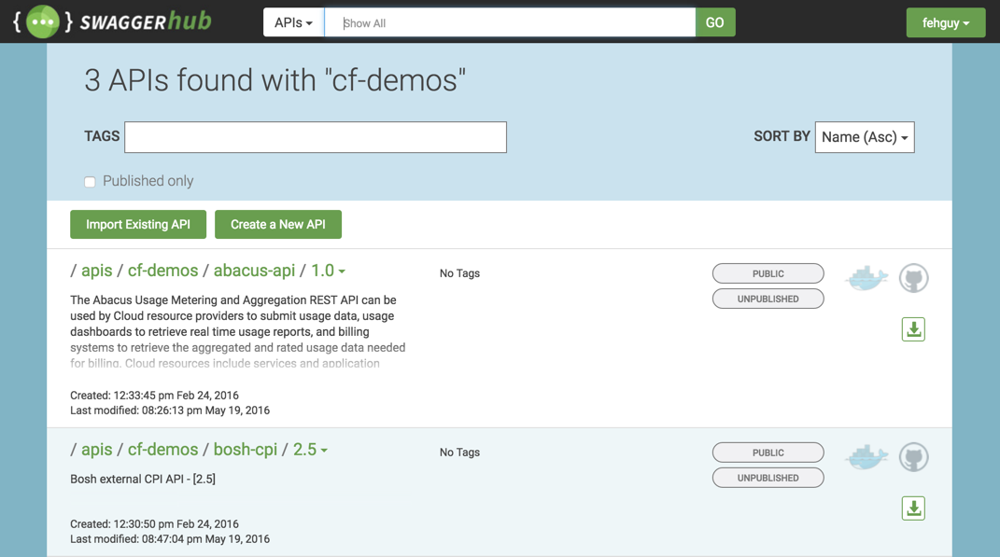 {...} SWAGGERhub APIs Show All GO fehguy
3 APIs found with "cf-demos"
TAGS SORT BY Name (Asc)
Published only
Import Existing API Create a New API
/ apis / cf-demos / abacus-api / 1.0 No Tags PUBLIC
UNPUBLISHED
The Abacus Usage Metering and Aggregation REST API can be
used by Cloud resource providers to submit usage data, usage
dashboards to retrieve real time usage reports, and billing
systems to retrieve the aggregated and rated usage data needed
for billing. Cloud resources include services and application
Created: 12:33:45 pm Feb 24, 2016
Last modified: 08:26:13 pm May 19, 2016
/ apis / cf-demos / bosh-cpi / 2.5 No Tags PUBLIC
UNPUBLISHED
Bosh external CPI API - [2.5]
Created: 12:30:50 pm Feb 24, 2016
Last modified: 08:47:04 pm May 19, 2016